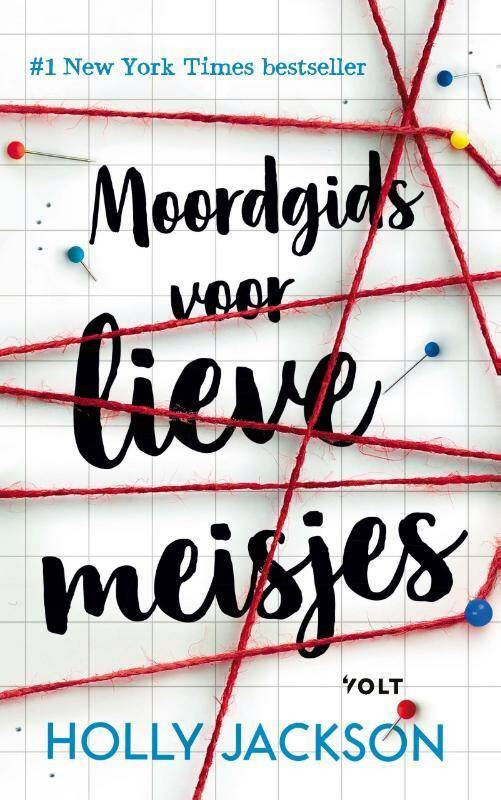 #1 New York Times bestseller
Moordgids
voor
lieve
meisjes
VOLT
HOLLY JACKSON